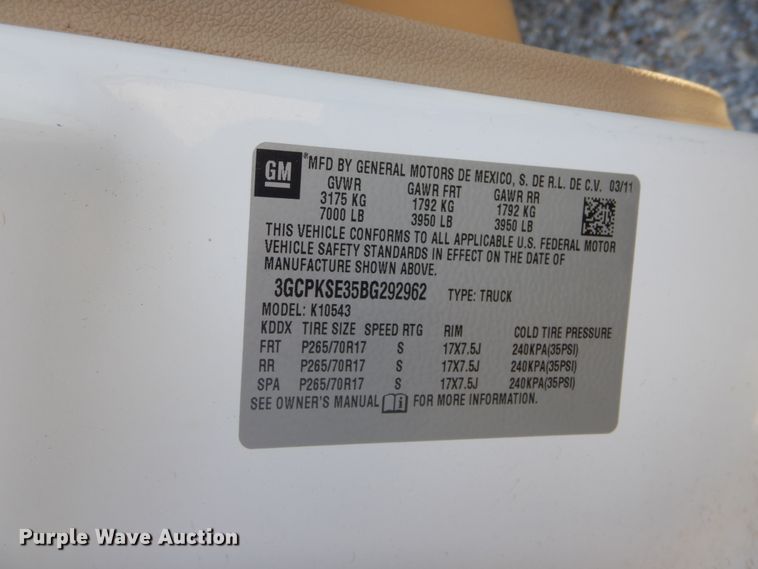 GM
*MFD BY GENERAL MOTORS DE MEXICO, S. DE R.L. DE C.V. 03/11
GVWR GAWR FRT GAWR RR
3175 KG 1792 KG 1792 KG
7000 LB 3950 LB 3950 LB
THIS VEHICLE CONFORMS TO ALL APPLICABLE U.S. FEDERAL MOTOR
VEHICLE SAFETY STANDARDS IN EFFECT ON THE DATE OF
MANUFACTURE SHOWN ABOVE.
3GCPKSE35BG292962 TYPE: TRUCK
MODEL: K10543
KDDX TIRE SIZE SPEED RTG RIM COLD TIRE PRESSURE
FRT P265/70R17 S 17X7.5J 240KPA(35PSI)
RR P265/70R17 S 17X7.5J 240KPA(35PSI)
SPA P265/70R17 S 17X7.5J 240KPA(35PSI)
SEE OWNER'S MANUAL i FOR MORE INFORMATION.
Purple Wave Auction